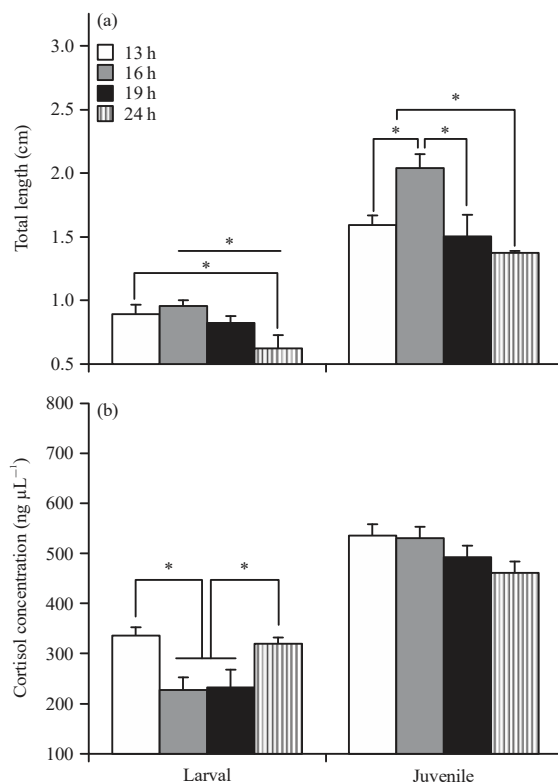 (a)
3.0
2.5
2.0
1.5
1.0
0.5
Total length (cm)
13 h
16 h
19 h
24 h
* 
*
*
*
*
(b)
800
700
600
500
400
300
200
100
Cortisol concentration (ng μL−1)
*
*
Larval
Juvenile